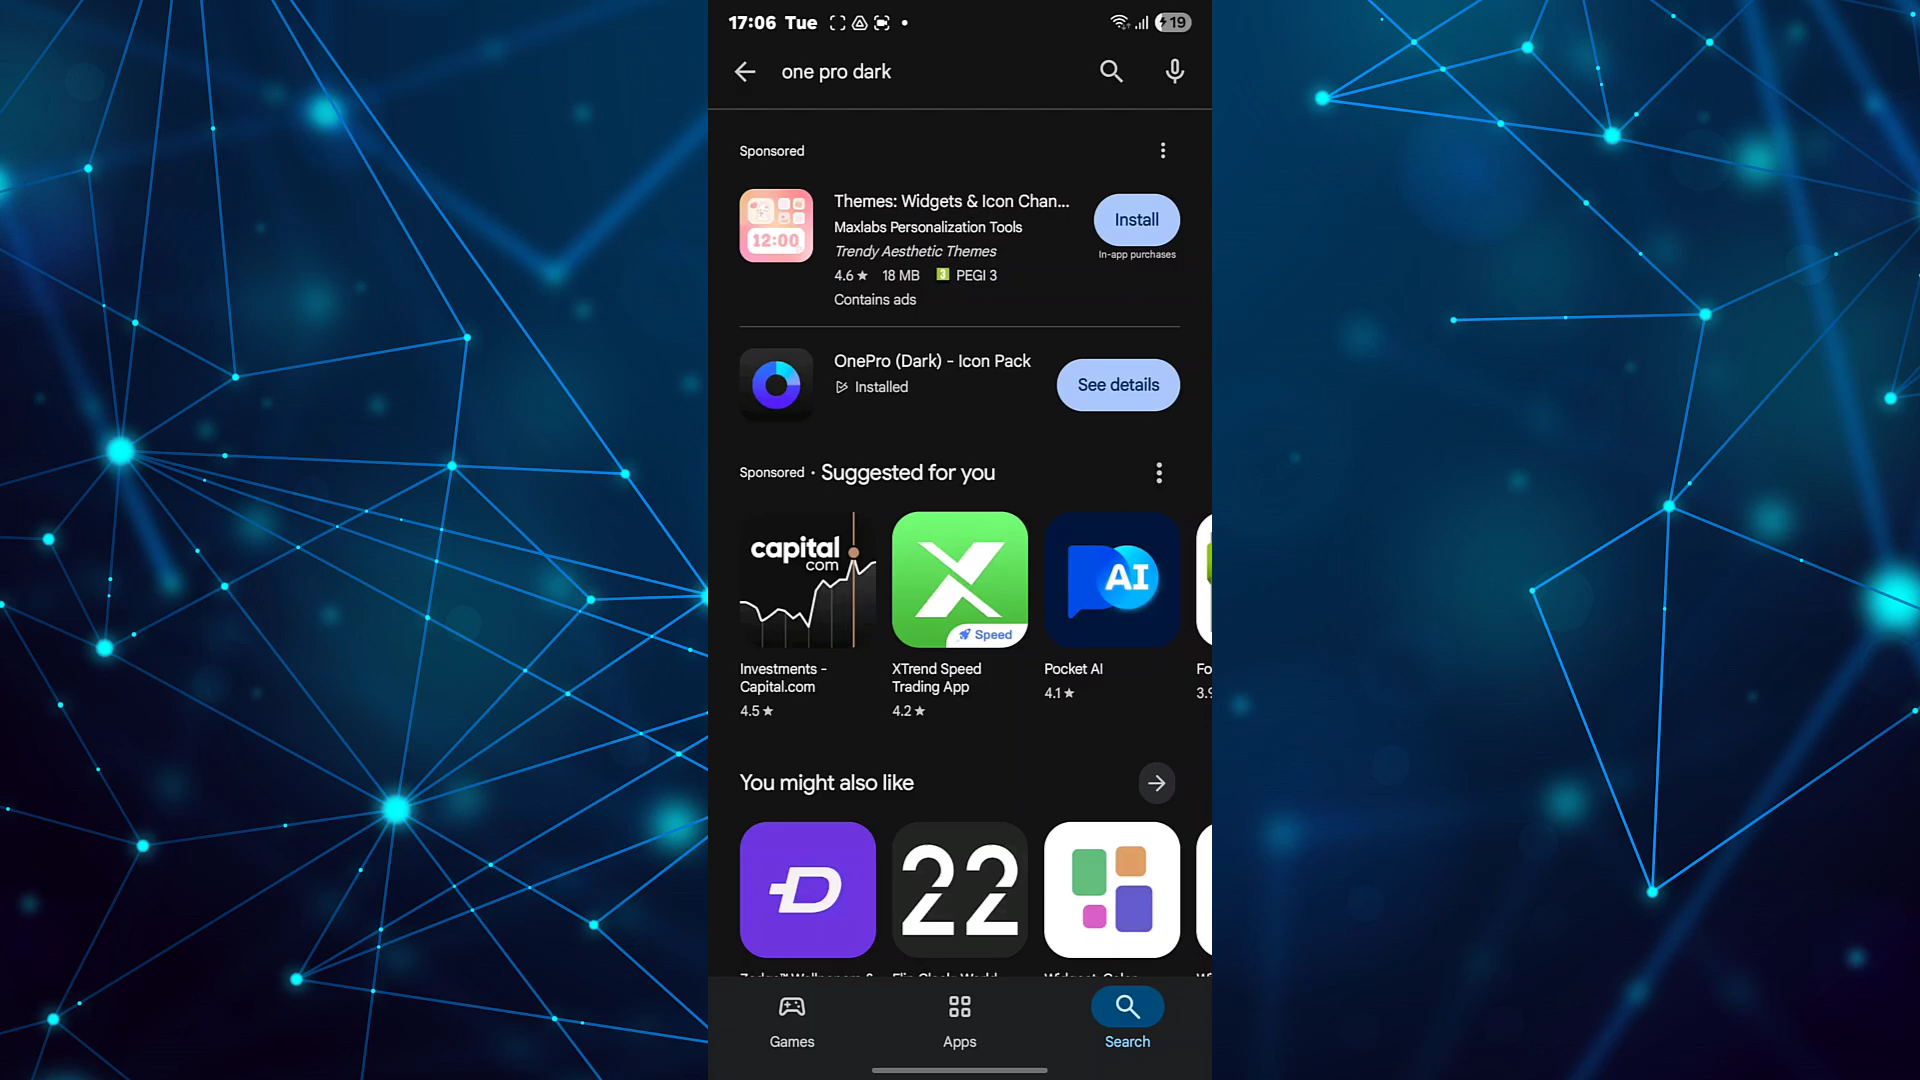 17:06 Tue
19
one pro dark
Sponsored
12:00
Themes: Widgets & Icon Chan...
Maxlabs Personalization Tools
Trendy Aesthetic Themes
4.6★ 18 MB 3 PEGI 3
Contains ads
Install
In-app purchases
OnePro (Dark) - Icon Pack
Installed
See details
Sponsored · Suggested for you
capital
com
X
Speed
AI
Investments -
Capital.com
4.5★
XTrend Speed
Trading App
4.2★
Pocket AI
4.1★
Fo
3.9
You might also like
D
22
Games
Apps
Search